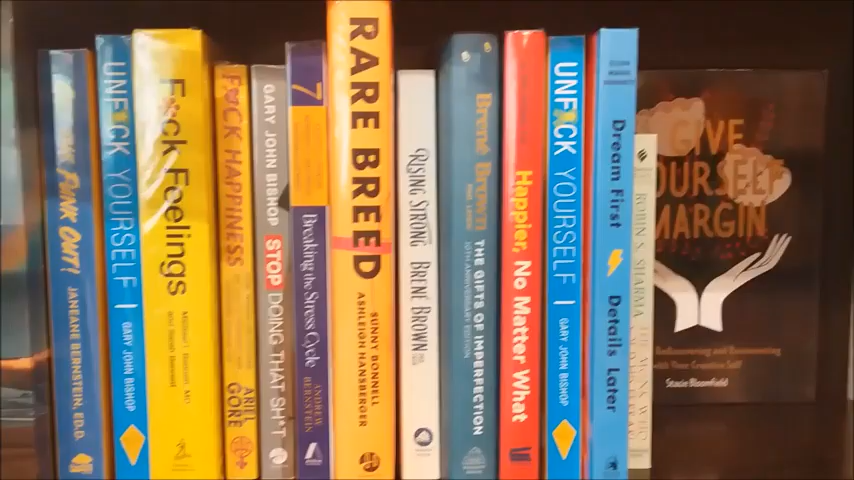 FUNK OUT!
JANEANE BERNSTEIN, ED.D.
UNF*CK YOURSELF
GARY JOHN BISHOP
F*ck Feelings
F*CK HAPPINESS
ARIEL GORE
GARY JOHN BISHOP
STOP DOING THAT SH*T
7
Breaking the Stress Cycle
ANDREW BERNSTEIN
RARE BREED
SUNNY BONNELL
ASHLEIGH HANSBERGER
RISING STRONG
BRENÉ BROWN
Brené Brown
THE GIFTS OF IMPERFECTION
10TH ANNIVERSARY EDITION
Happier, No Matter What
UNF*CK YOURSELF
GARY JOHN BISHOP
Dream First
Details Later
ROBIN S. SHARMA
GIVE
YOURSELF
MARGIN
Stacie Bloomfield